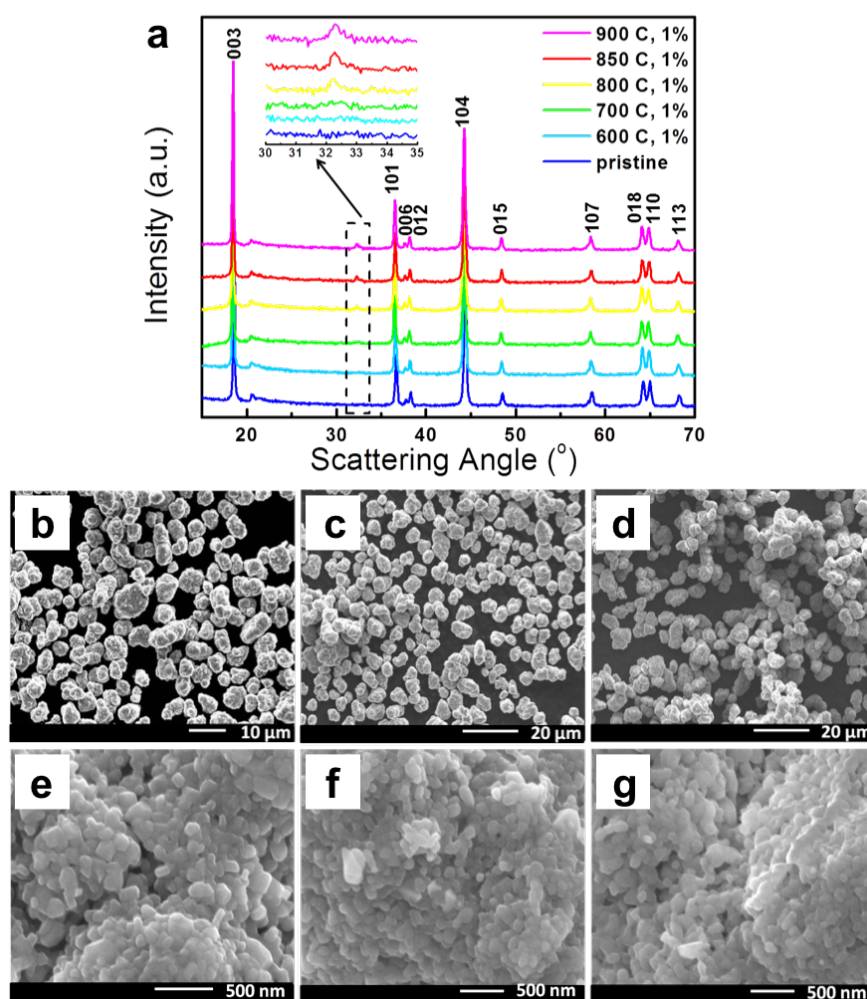 a
003
30 31 32 33 34 35
900 C, 1%
850 C, 1%
800 C, 1%
700 C, 1%
600 C, 1%
pristine
104
101
006
012
015
107
018
110
113
Intensity (a.u.)
20 30 40 50 60 70
Scattering Angle (°)
b
10 µm
c
20 µm
d
20 µm
e
500 nm
f
500 nm
g
500 nm